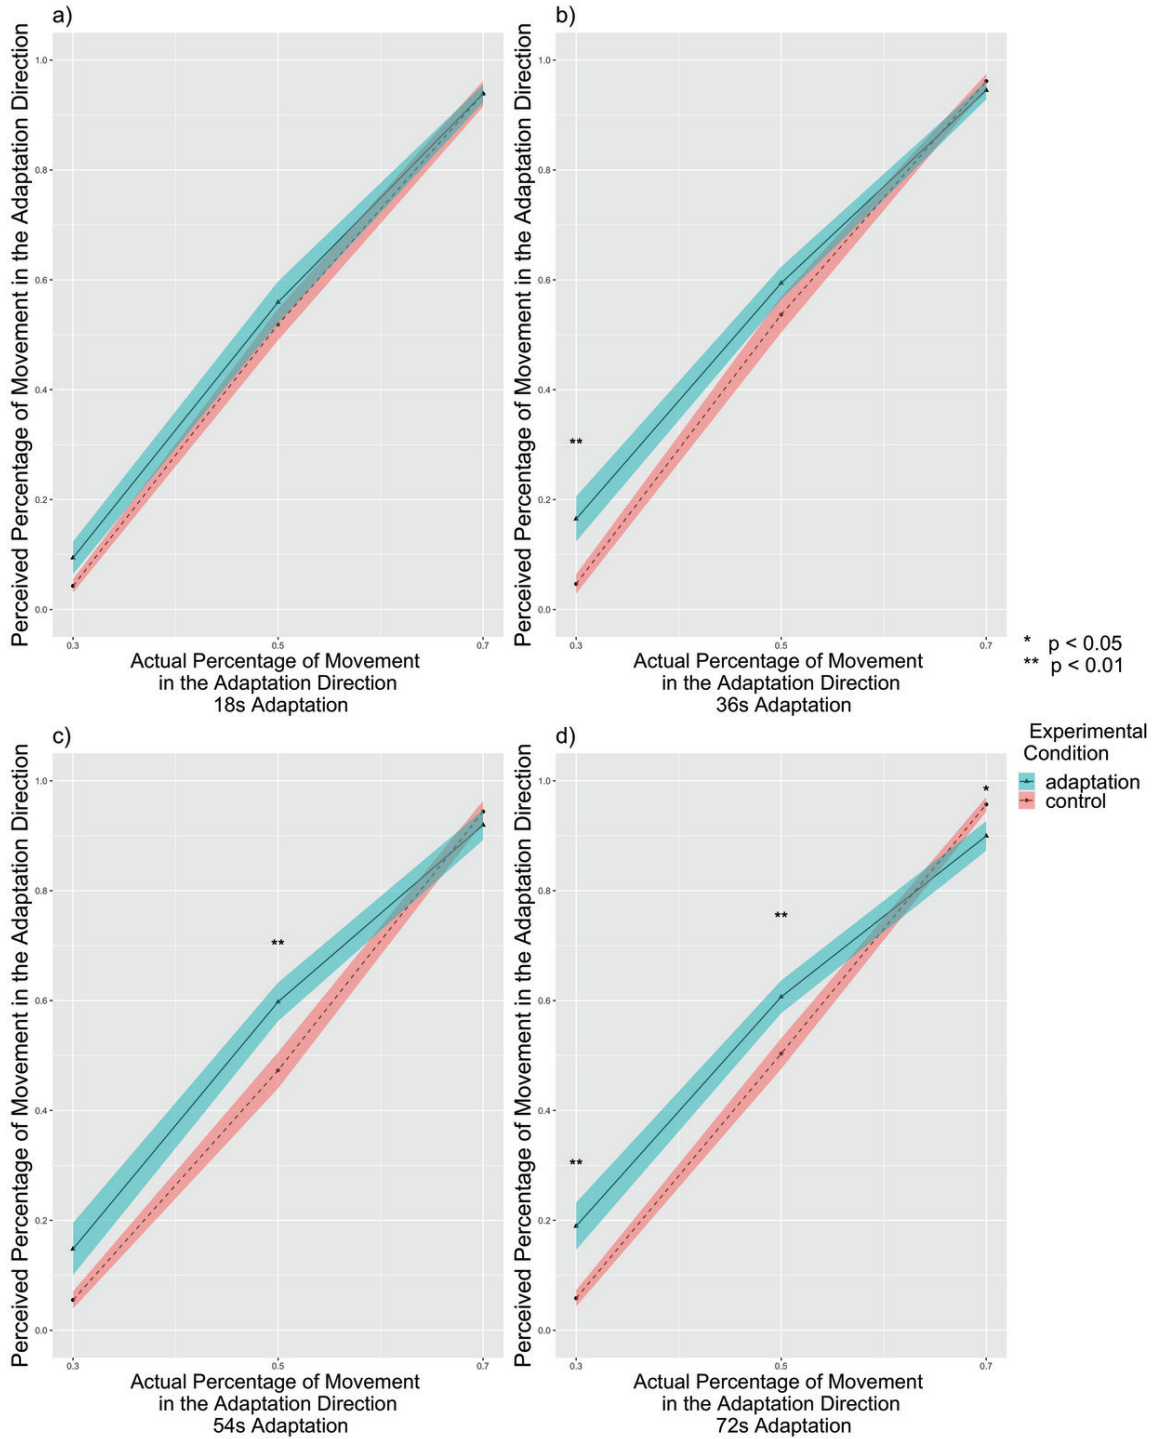 a)
Perceived Percentage of Movement in the Adaptation Direction
1.0
0.8
0.6
0.4
0.2
0.0
0.3
0.5
0.7
Actual Percentage of Movement
in the Adaptation Direction
18s Adaptation
b)
Perceived Percentage of Movement in the Adaptation Direction
1.0
0.8
0.6
0.4
**
0.2
0.0
0.3
0.5
0.7
Actual Percentage of Movement
in the Adaptation Direction
36s Adaptation
* p < 0.05
** p < 0.01
Experimental
Condition
adaptation
control
c)
Perceived Percentage of Movement in the Adaptation Direction
1.0
0.8
**
0.6
0.4
0.2
0.0
0.3
0.5
0.7
Actual Percentage of Movement
in the Adaptation Direction
54s Adaptation
d)
Perceived Percentage of Movement in the Adaptation Direction
*
1.0
0.8
**
0.6
0.4
**
0.2
0.0
0.3
0.5
0.7
Actual Percentage of Movement
in the Adaptation Direction
72s Adaptation